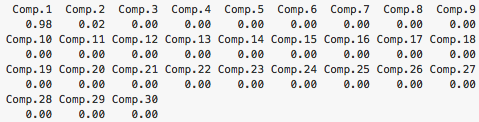 Comp.1 Comp.2 Comp.3 Comp.4 Comp.5 Comp.6 Comp.7 Comp.8 Comp.9
0.98 0.02 0.00 0.00 0.00 0.00 0.00 0.00 0.00
Comp.10 Comp.11 Comp.12 Comp.13 Comp.14 Comp.15 Comp.16 Comp.17 Comp.18
0.00 0.00 0.00 0.00 0.00 0.00 0.00 0.00 0.00
Comp.19 Comp.20 Comp.21 Comp.22 Comp.23 Comp.24 Comp.25 Comp.26 Comp.27
0.00 0.00 0.00 0.00 0.00 0.00 0.00 0.00 0.00
Comp.28 Comp.29 Comp.30
0.00 0.00 0.00